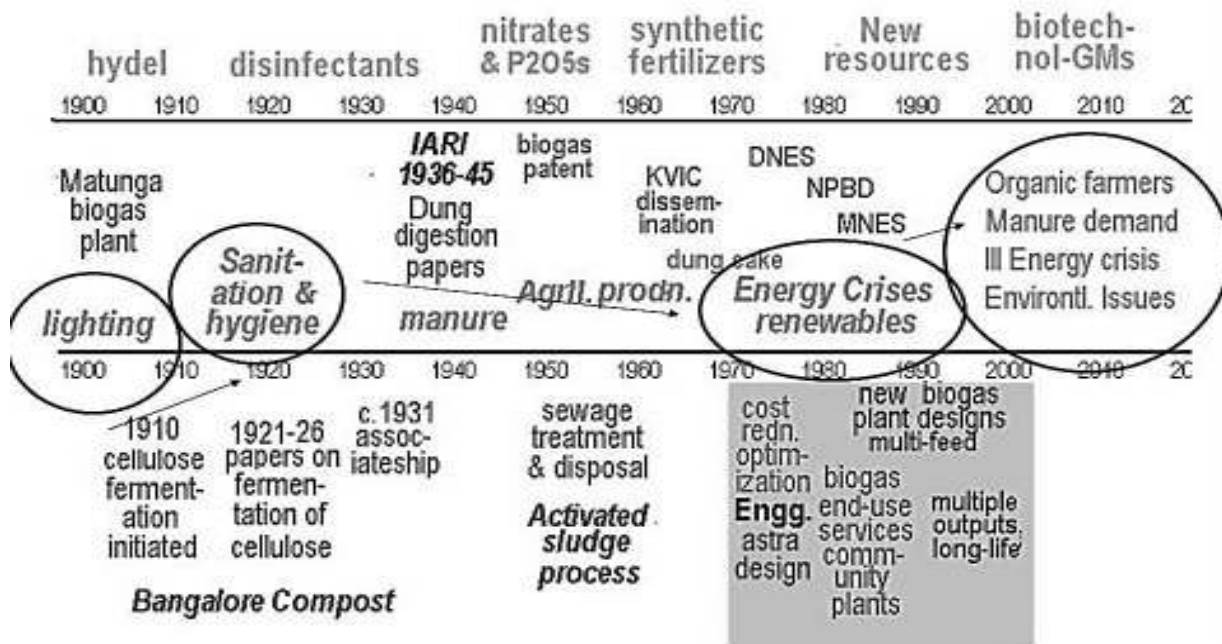 hydel
disinfectants
nitrates
& P2O5s
synthetic
fertilizers
New
resources
biotech-
nol-GMs
1900 1910 1920 1930 1940 1950 1960 1970 1980 1990 2000 2010 20
Matunga
biogas
plant
IARI
1936-45
Dung
digestion
papers
biogas
patent
KVIC
dissem-
ination
DNES
NPBD
MNES
dung cake
Organic farmers
Manure demand
III Energy crisis
Environtl. Issues
lighting
Sanit-
ation &
hygiene
manure
Agril. prodn.
Energy Crises
renewables
1900 1910 1920 1930 1940 1950 1960 1970 1980 1990 2000 2010 20
1910
cellulose
ferment-
ation
initiated
1921-26
papers on
fermen-
tation of
cellulose
c.1931
assoc-
iateship
Bangalore Compost
sewage
treatment
& disposal
Activated
sludge
process
cost
redn.
optim-
ization
Engg.
astra
design
new biogas
plant designs
multi-feed
biogas
end-use
services
comm-
unity
plants
multiple
outputs,
long-life'